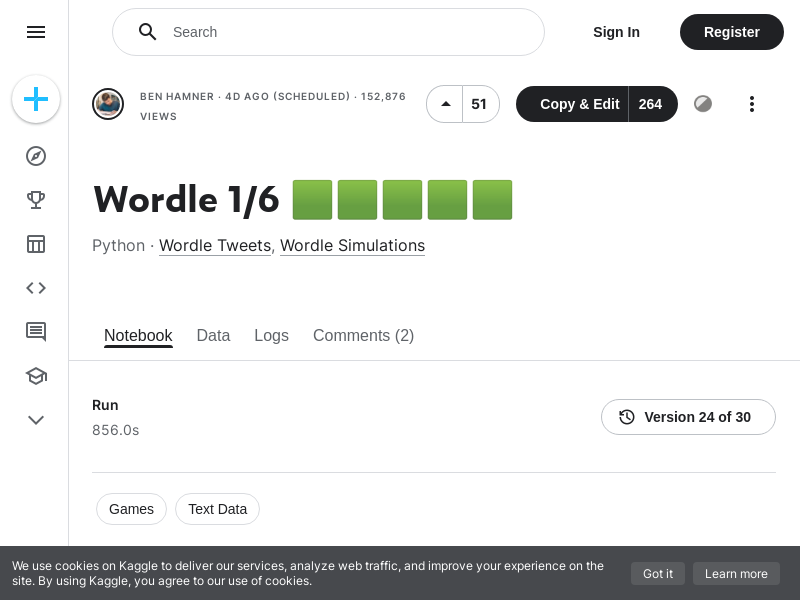 Search
Sign In
Register
BEN HAMNER · 4D AGO (SCHEDULED) · 152,876
VIEWS
51
Copy & Edit
264
Wordle 1/6 🟩🟩🟩🟩🟩
Python · Wordle Tweets, Wordle Simulations
Notebook
Data
Logs
Comments (2)
Run
856.0s
Version 24 of 30
Games
Text Data
We use cookies on Kaggle to deliver our services, analyze web traffic, and improve your experience on the
site. By using Kaggle, you agree to our use of cookies.
Got it
Learn more